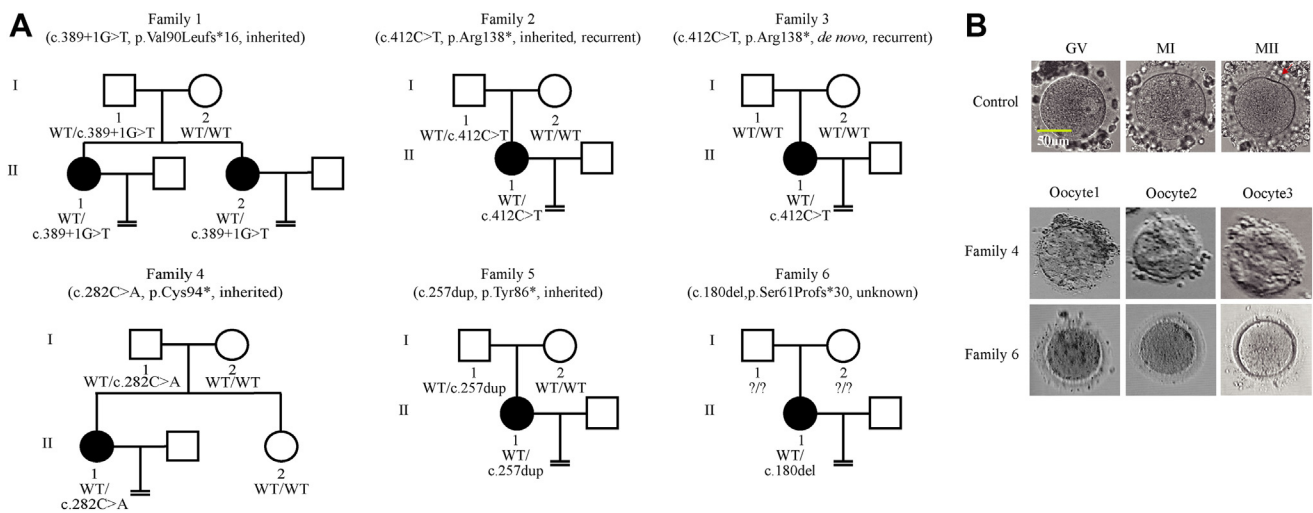 A
Family 1
(c.389+1G>T, p.Val90Leufs*16, inherited)
I
1
2
WT/c.389+1G>T
WT/WT
II
1
2
WT/
c.389+1G>T
WT/
c.389+1G>T
Family 2
(c.412C>T, p.Arg138*, inherited, recurrent)
I
1
2
WT/c.412C>T
WT/WT
II
1
WT/
c.412C>T
Family 3
(c.412C>T, p.Arg138*, de novo, recurrent)
I
1
2
WT/WT
WT/WT
II
1
WT/
c.412C>T
Family 4
(c.282C>A, p.Cys94*, inherited)
I
1
2
WT/c.282C>A
WT/WT
II
1
2
WT/
c.282C>A
WT/WT
Family 5
(c.257dup, p.Tyr86*, inherited)
I
1
2
WT/c.257dup
WT/WT
II
1
WT/
c.257dup
Family 6
(c.180del,p.Ser61Profs*30, unknown)
I
1
2
?/?
?/?
II
1
WT/
c.180del
B
GV
MI
MII
Control
50um
Oocyte1
Oocyte2
Oocyte3
Family 4
Family 6